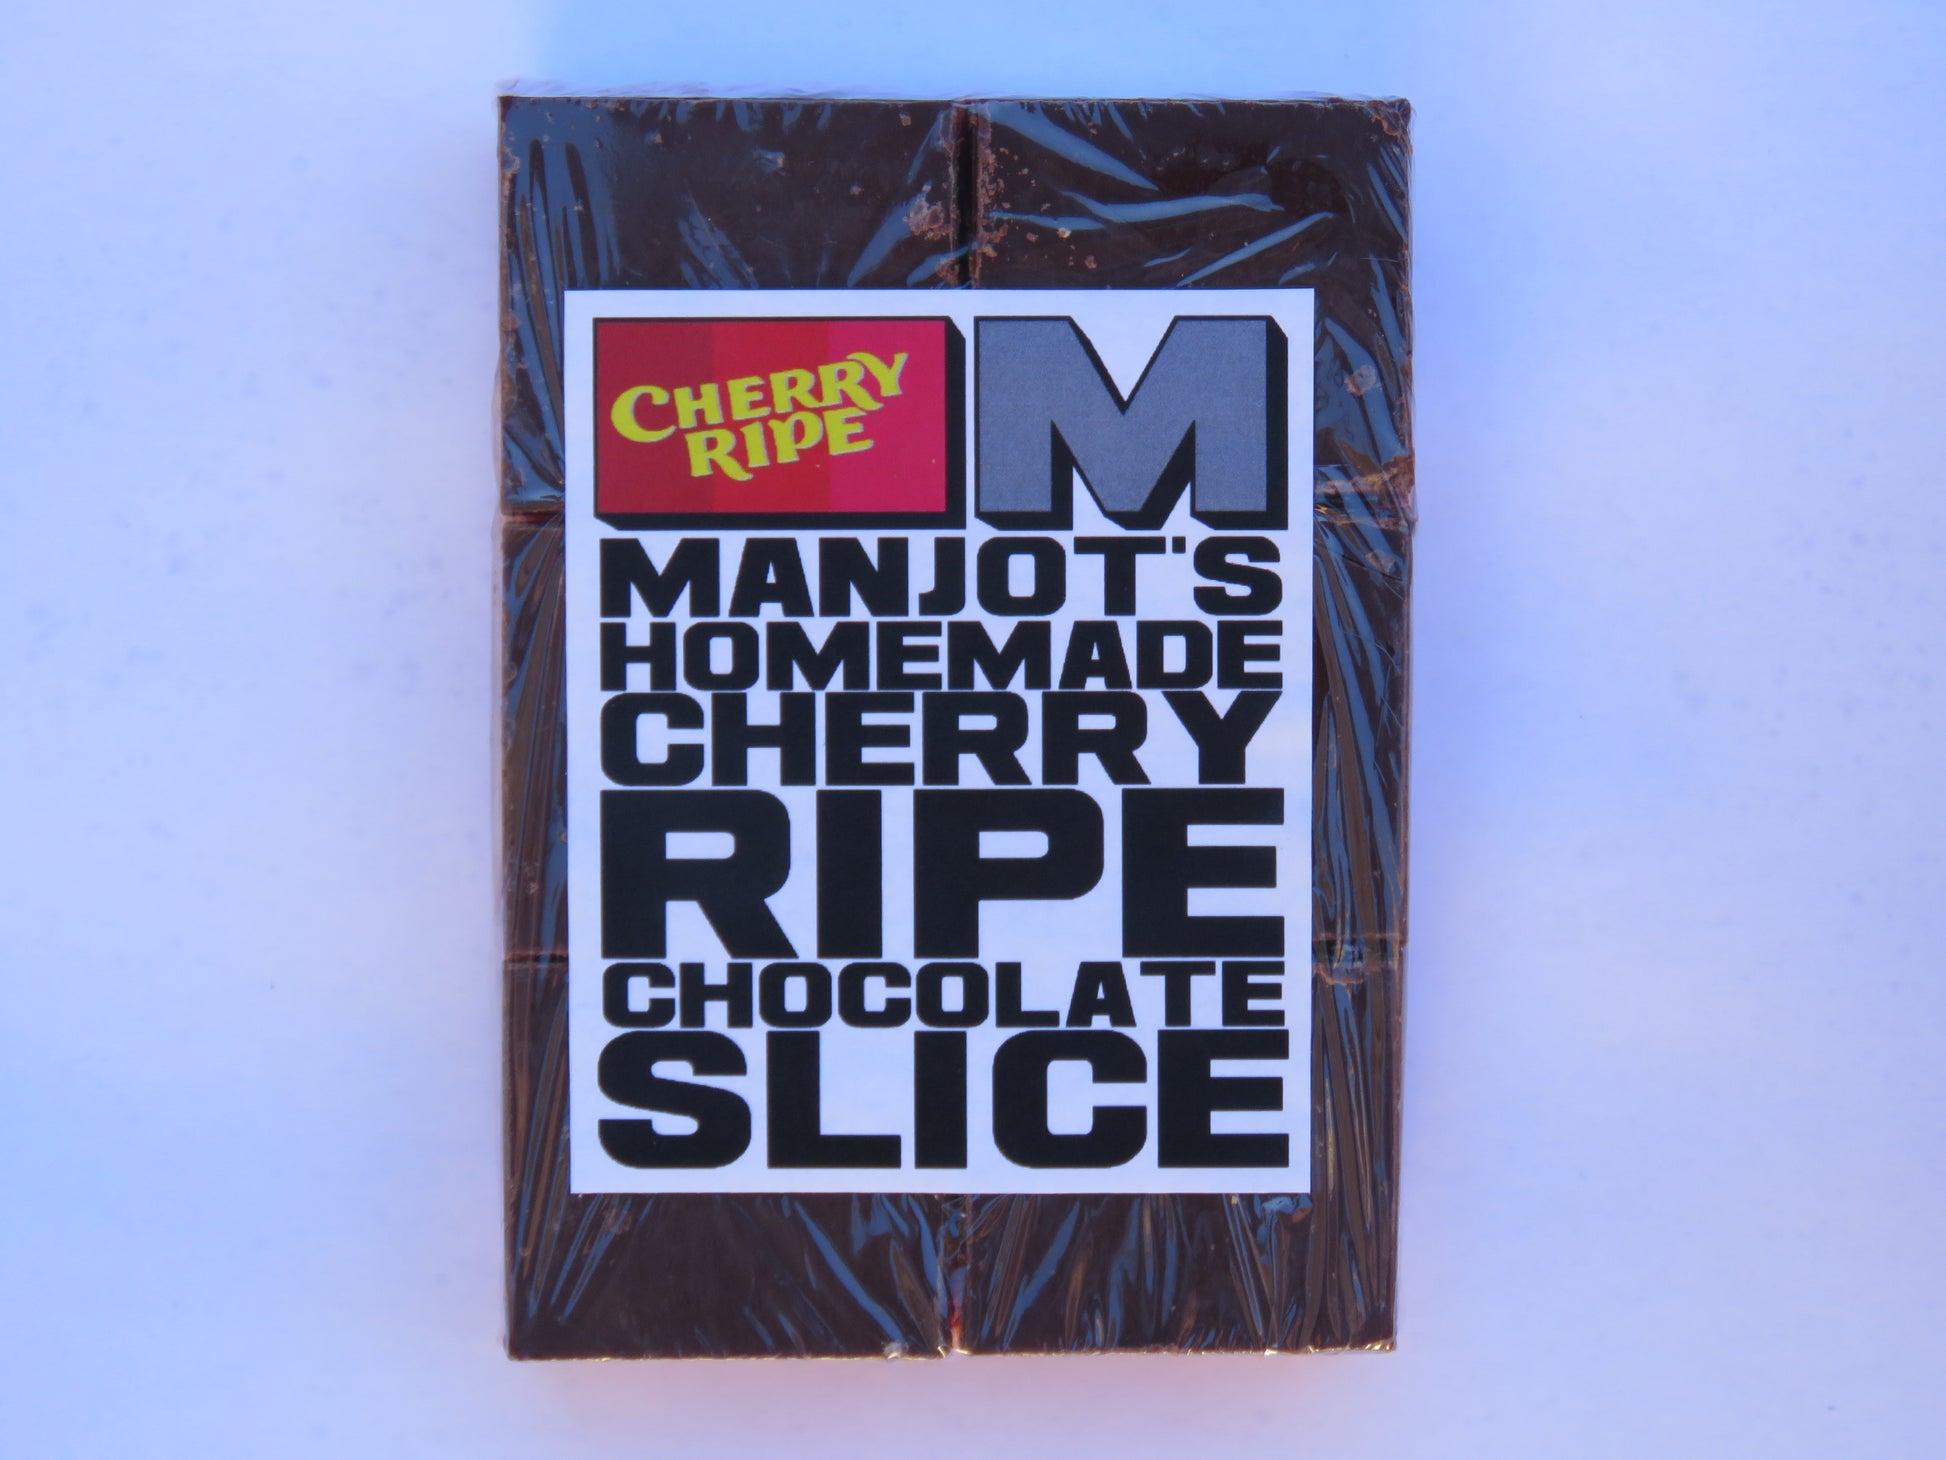 CHERRY
RIPE
M
MANJOT'S
HOMEMADE
CHERRY
RIPE
CHOCOLATE
SLICE